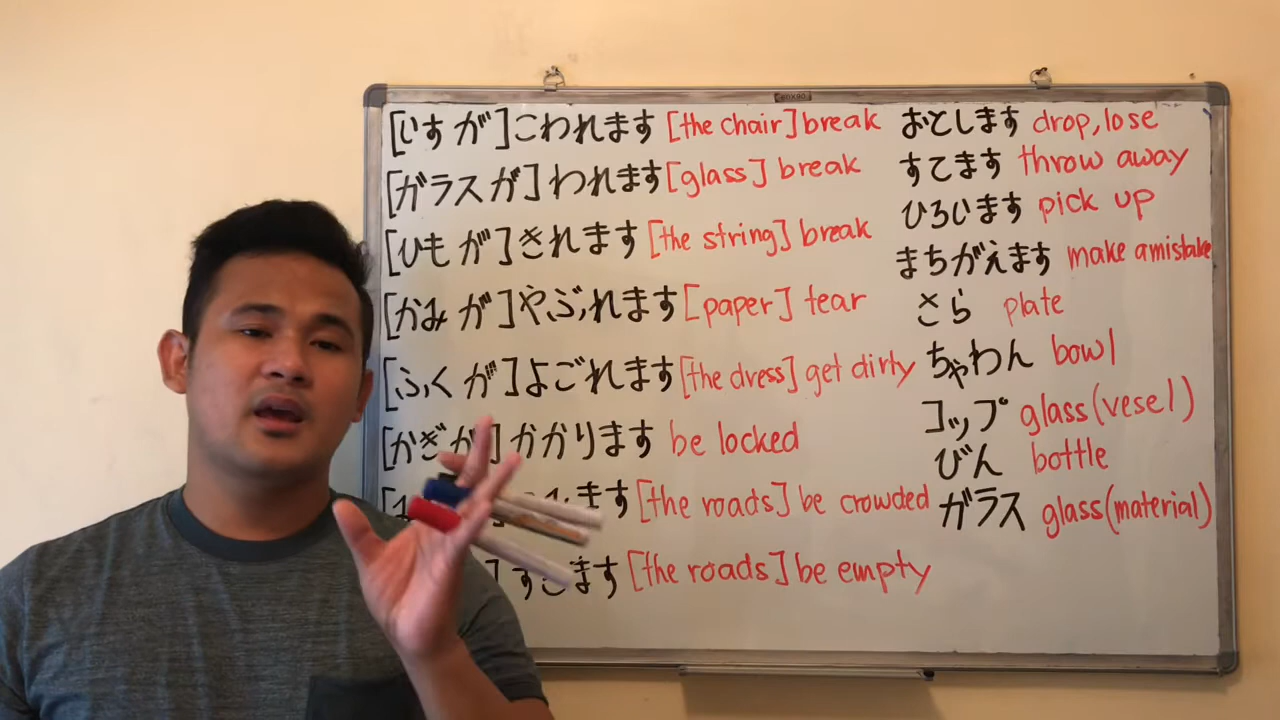 [いす が] こわれます [the chair] break
[ガラス が] われます [glass] break
[ひも が] きれます [the string] break
[かみ が] やぶれます [paper] tear
[ふく が] よごれます [the dress] get dirty
[かぎ が] かかります be locked
ます [the roads] be crowded
] すきます [the roads] be empty
おとします drop, lose
すてます throw away
ひろいます pick up
まちがえます make a mistake
さら plate
ちゃわん bowl
コップ glass (vesel)
びん bottle
ガラス glass (material)